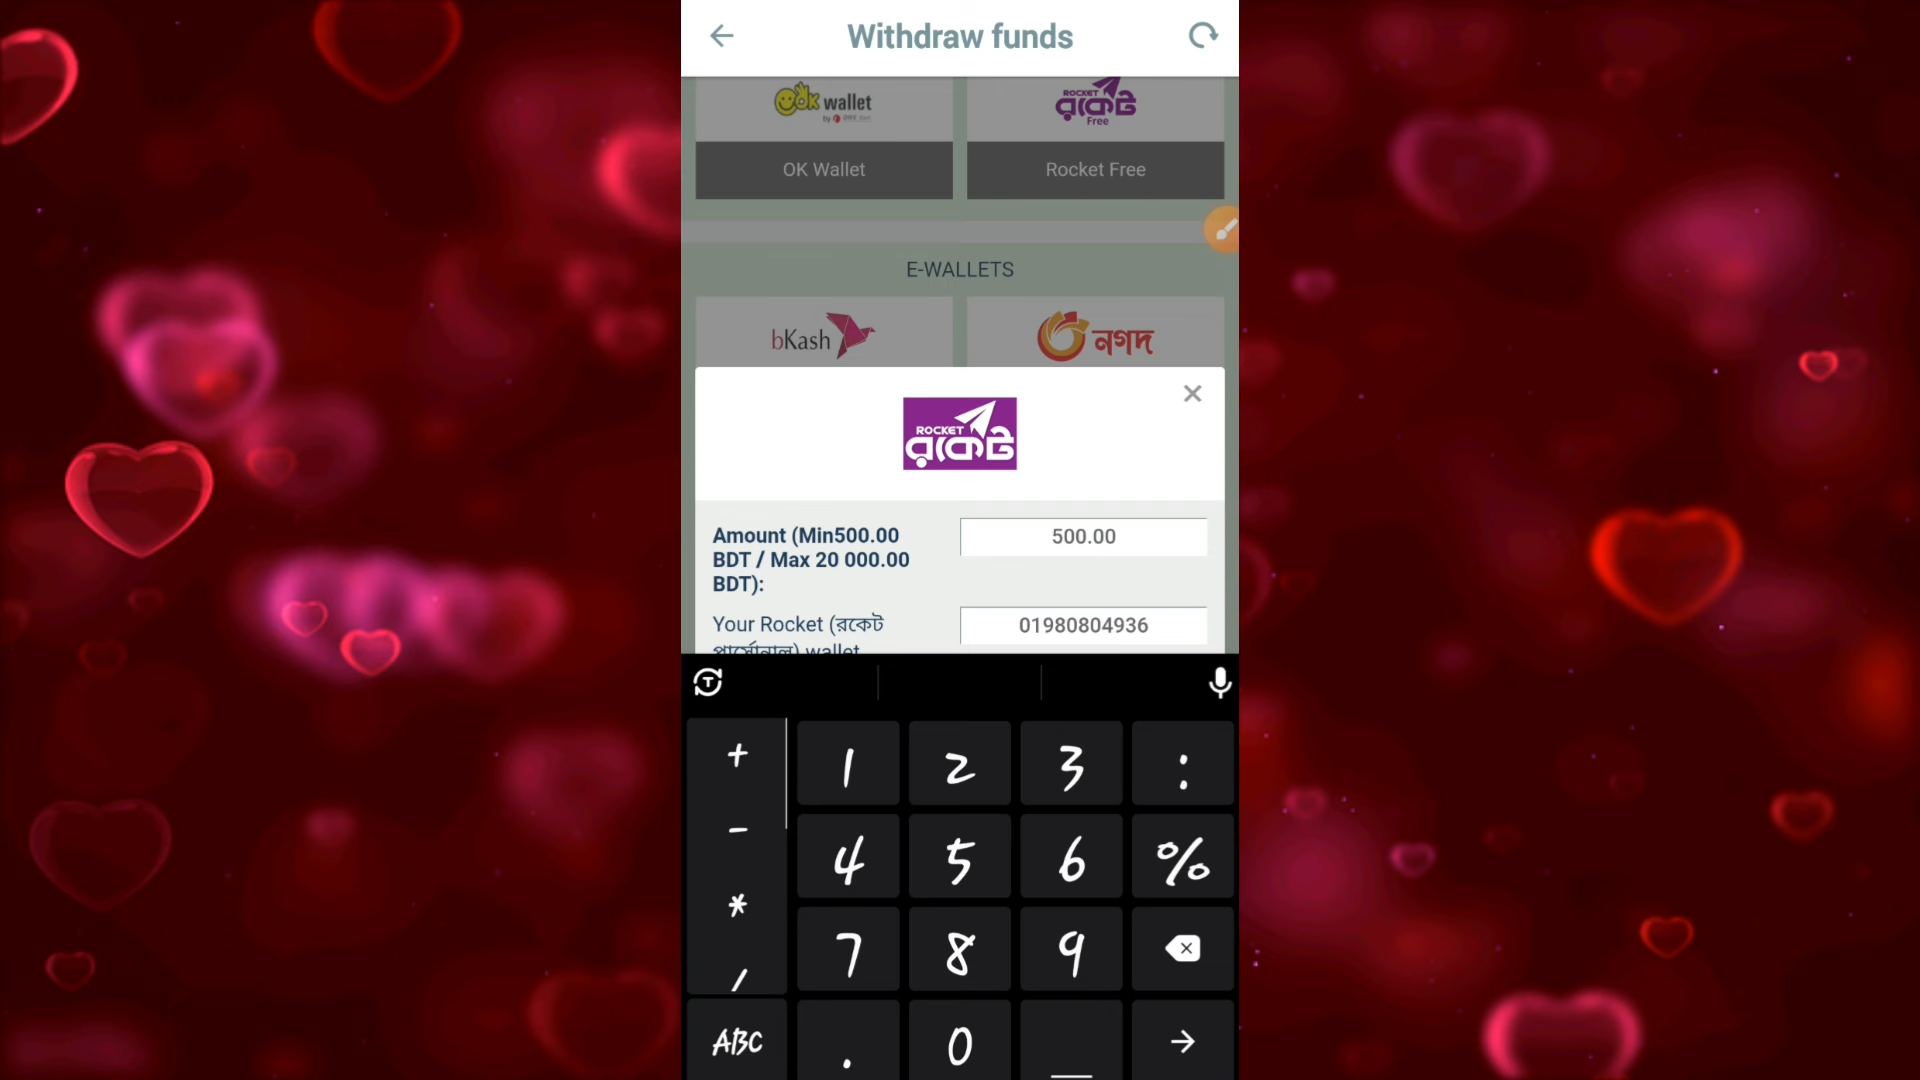 Withdraw funds
OK wallet
ROCKET
রকেট
Free
OK Wallet
Rocket Free
E-WALLETS
bKash
নগদ
ROCKET
রকেট
Amount (Min500.00
BDT / Max 20 000.00
BDT):
500.00
Your Rocket (রকেট
পার্সোনাল) wallet
01980804936
+ 1 2 3 :
- 4 5 6 %
* 7 8 9
/
ABC . 0 _